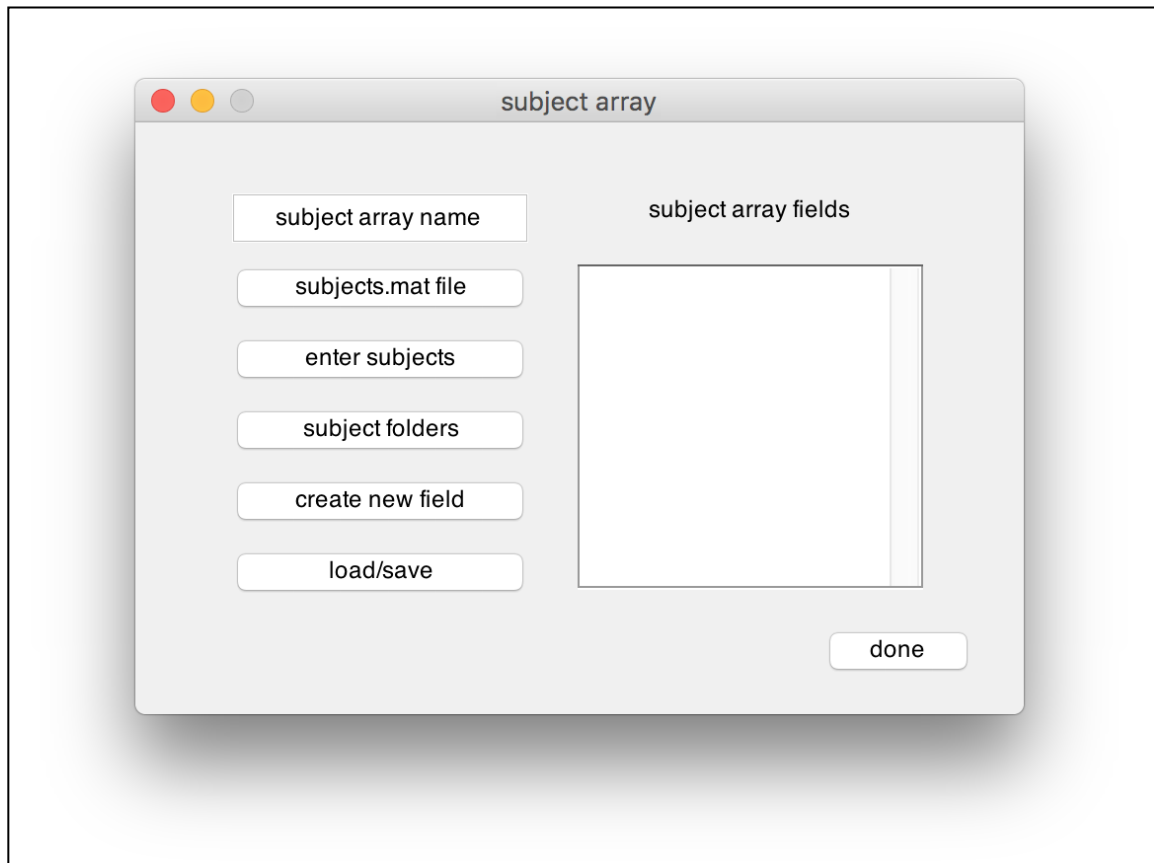 subject array
subject array name
subjects.mat file
enter subjects
subject folders
create new field
load/save
subject array fields
done